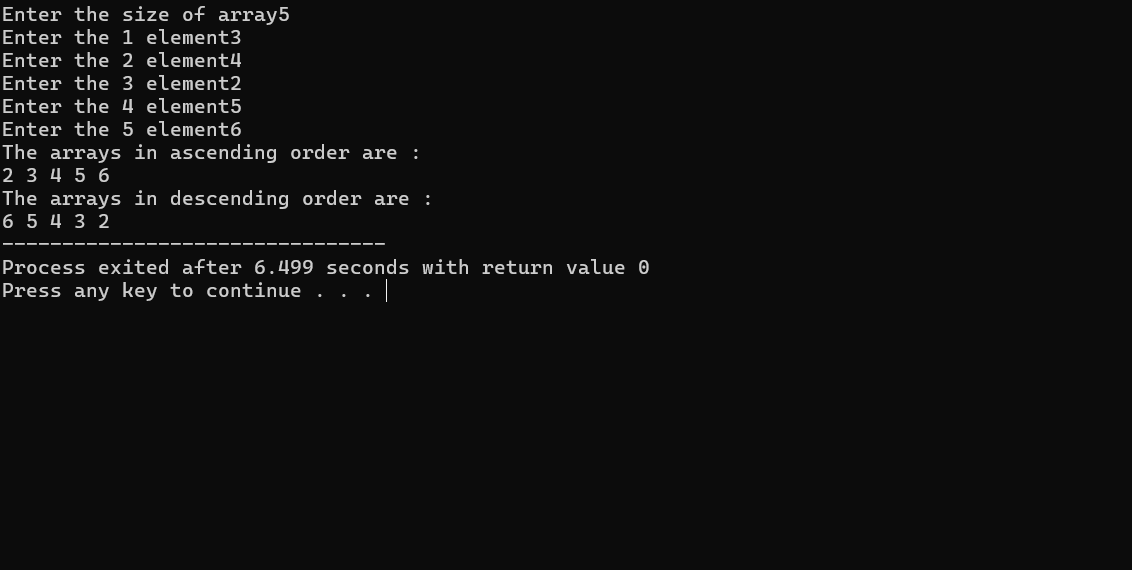 Enter the size of array5
Enter the 1 element3
Enter the 2 element4
Enter the 3 element2
Enter the 4 element5
Enter the 5 element6
The arrays in ascending order are :
2 3 4 5 6
The arrays in descending order are :
6 5 4 3 2
--------------------------------
Process exited after 6.499 seconds with return value 0
Press any key to continue . . .